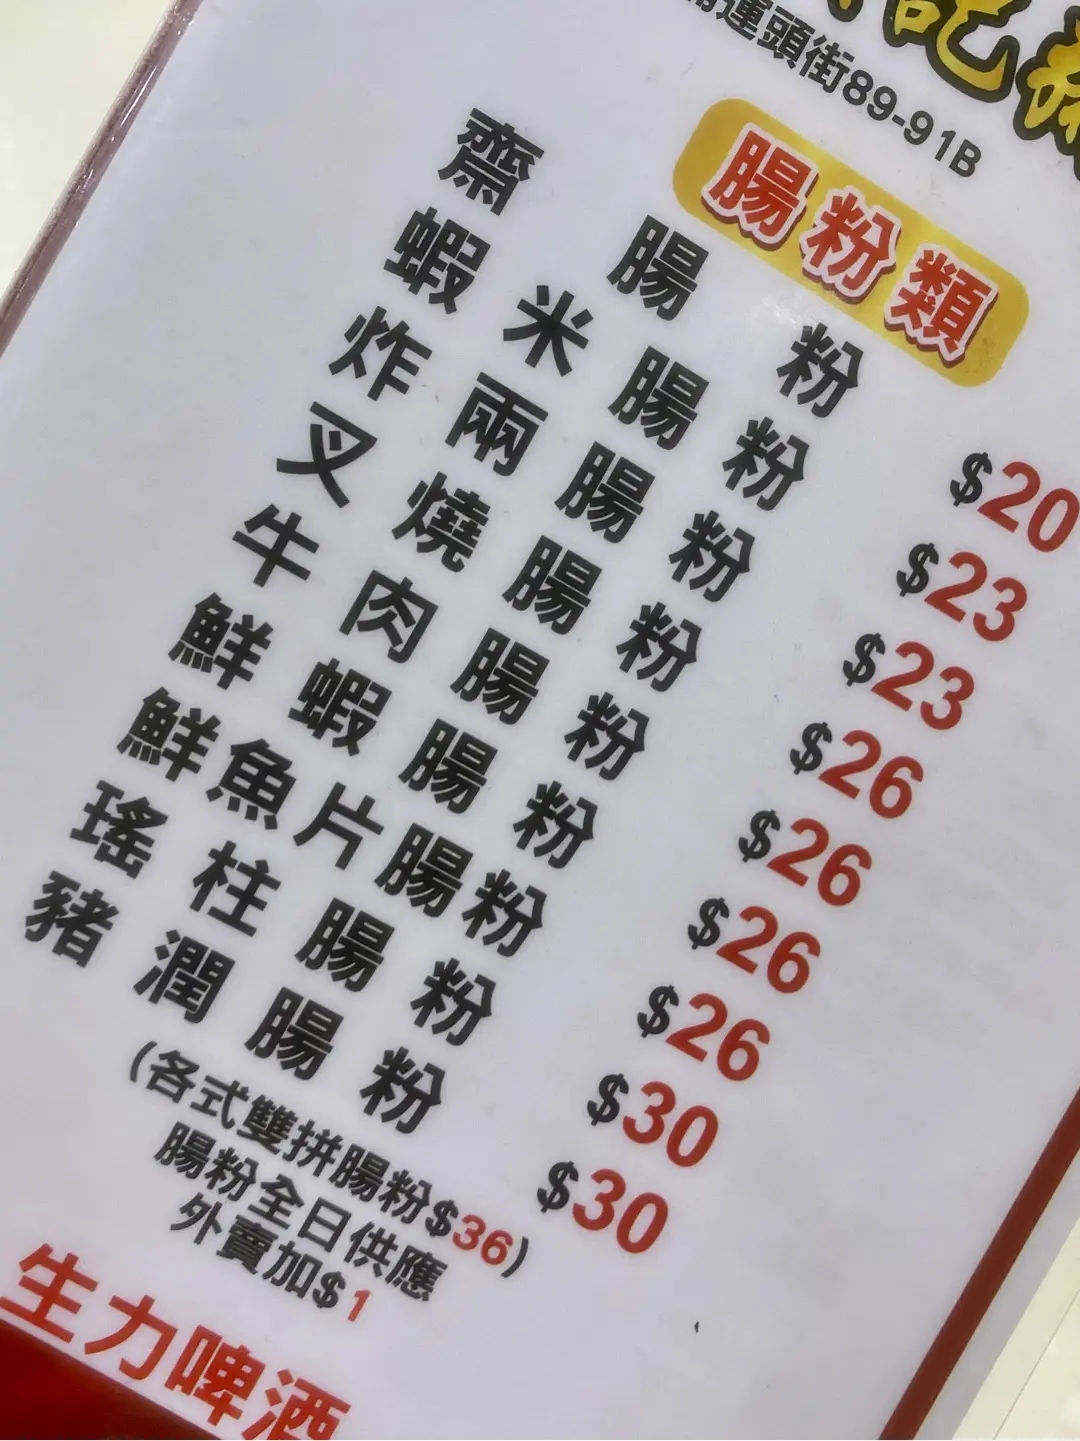 記
蓮頭街89-91B
腸粉類
齋腸粉 $20
蝦米腸粉 $23
炸兩腸粉 $23
叉燒腸粉 $26
牛肉腸粉 $26
鮮蝦腸粉 $26
鮮魚片腸粉 $26
瑤柱腸粉 $30
豬潤腸粉 $30
(各式雙拼腸粉$36)
腸粉全日供應
外賣加$1
生力啤酒